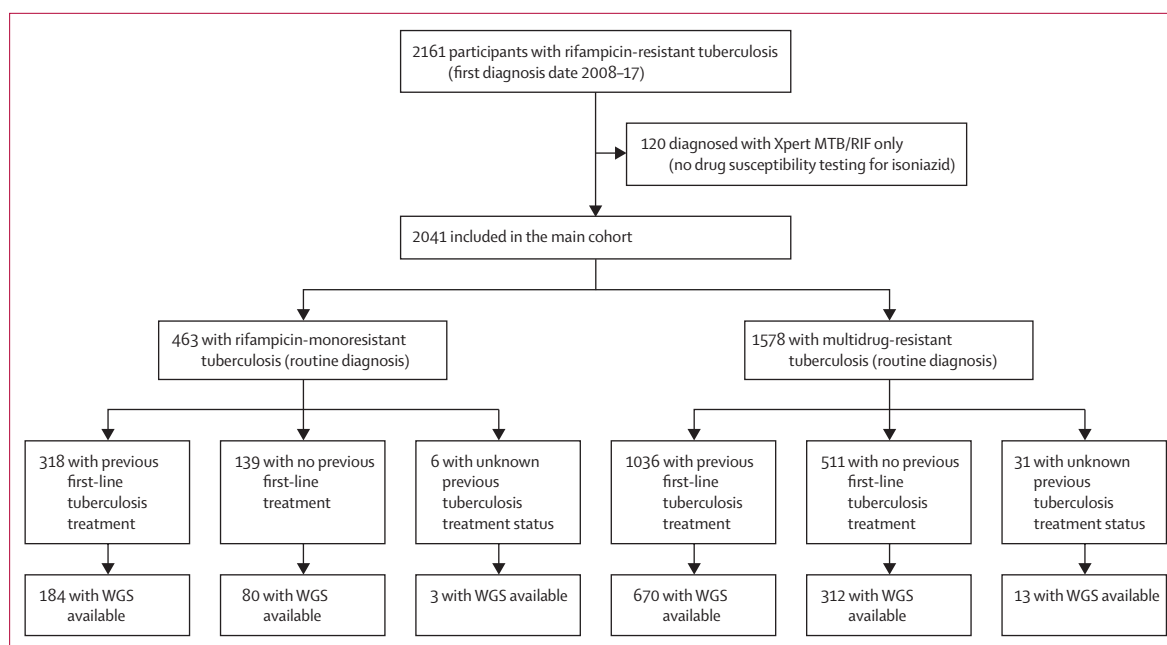 2161 participants with rifampicin-resistant tuberculosis
(first diagnosis date 2008–17)
120 diagnosed with Xpert MTB/RIF only
(no drug susceptibility testing for isoniazid)
2041 included in the main cohort
463 with rifampicin-monoresistant
tuberculosis (routine diagnosis)
1578 with multidrug-resistant
tuberculosis (routine diagnosis)
318 with previous
first-line
tuberculosis
treatment
139 with no previous
first-line
treatment
6 with unknown
previous
tuberculosis
treatment status
1036 with previous
first-line
tuberculosis
treatment
511 with no previous
first-line
tuberculosis
treatment
31 with unknown
previous
tuberculosis
treatment status
184 with WGS
available
80 with WGS
available
3 with WGS available
670 with WGS
available
312 with WGS
available
13 with WGS available